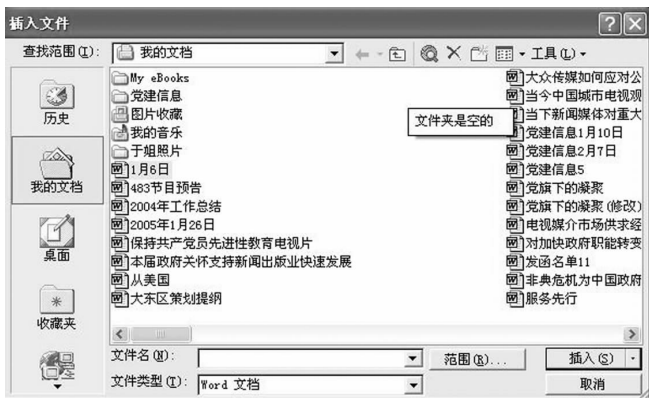 插入文件
查找范围(I): 我的文档 工具(L)
历史
我的文档
桌面
收藏夹
My eBooks
党建信息
图片收藏
我的音乐
于姐照片
1月6日
483节目预告
2004年工作总结
2005年1月26日
保持共产党员先进性教育电视片
本届政府关怀支持新闻出版业快速发展
从美国
大东区策划提纲
文件夹是空的
大众传媒如何应对公
当今中国城市电视观
当下新闻媒体对重大
党建信息1月10日
党建信息2月7日
党建信息5
党旗下的凝聚
党旗下的凝聚(修改)
电视媒介市场供求经
对加快政府职能转变
发函名单11
非典危机为中国政府
服务先行
文件名(N): 范围(R)... 插入(S)
文件类型(T): Word 文档 取消